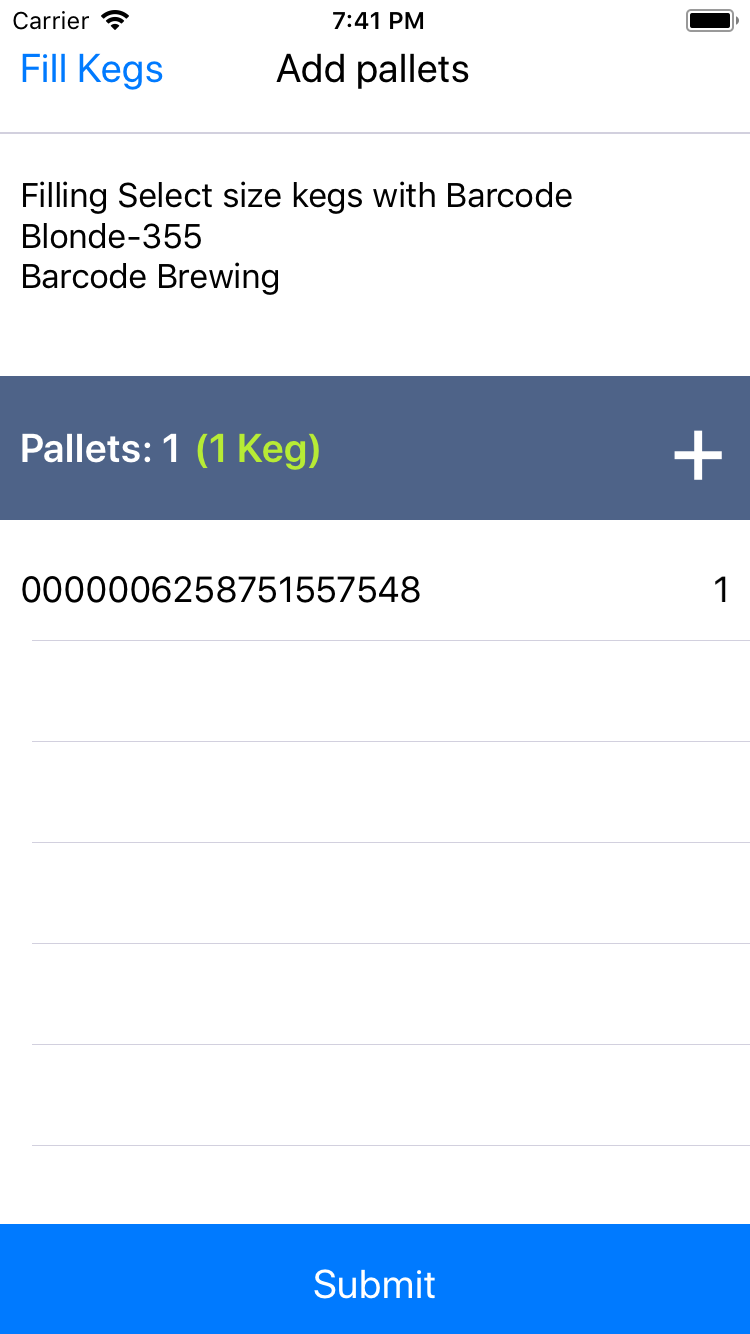 Carrier 7:41 PM
Fill Kegs Add pallets
Filling Select size kegs with Barcode
Blonde-355
Barcode Brewing
Pallets: 1 (1 Keg) +
0000006258751557548 1
Submit